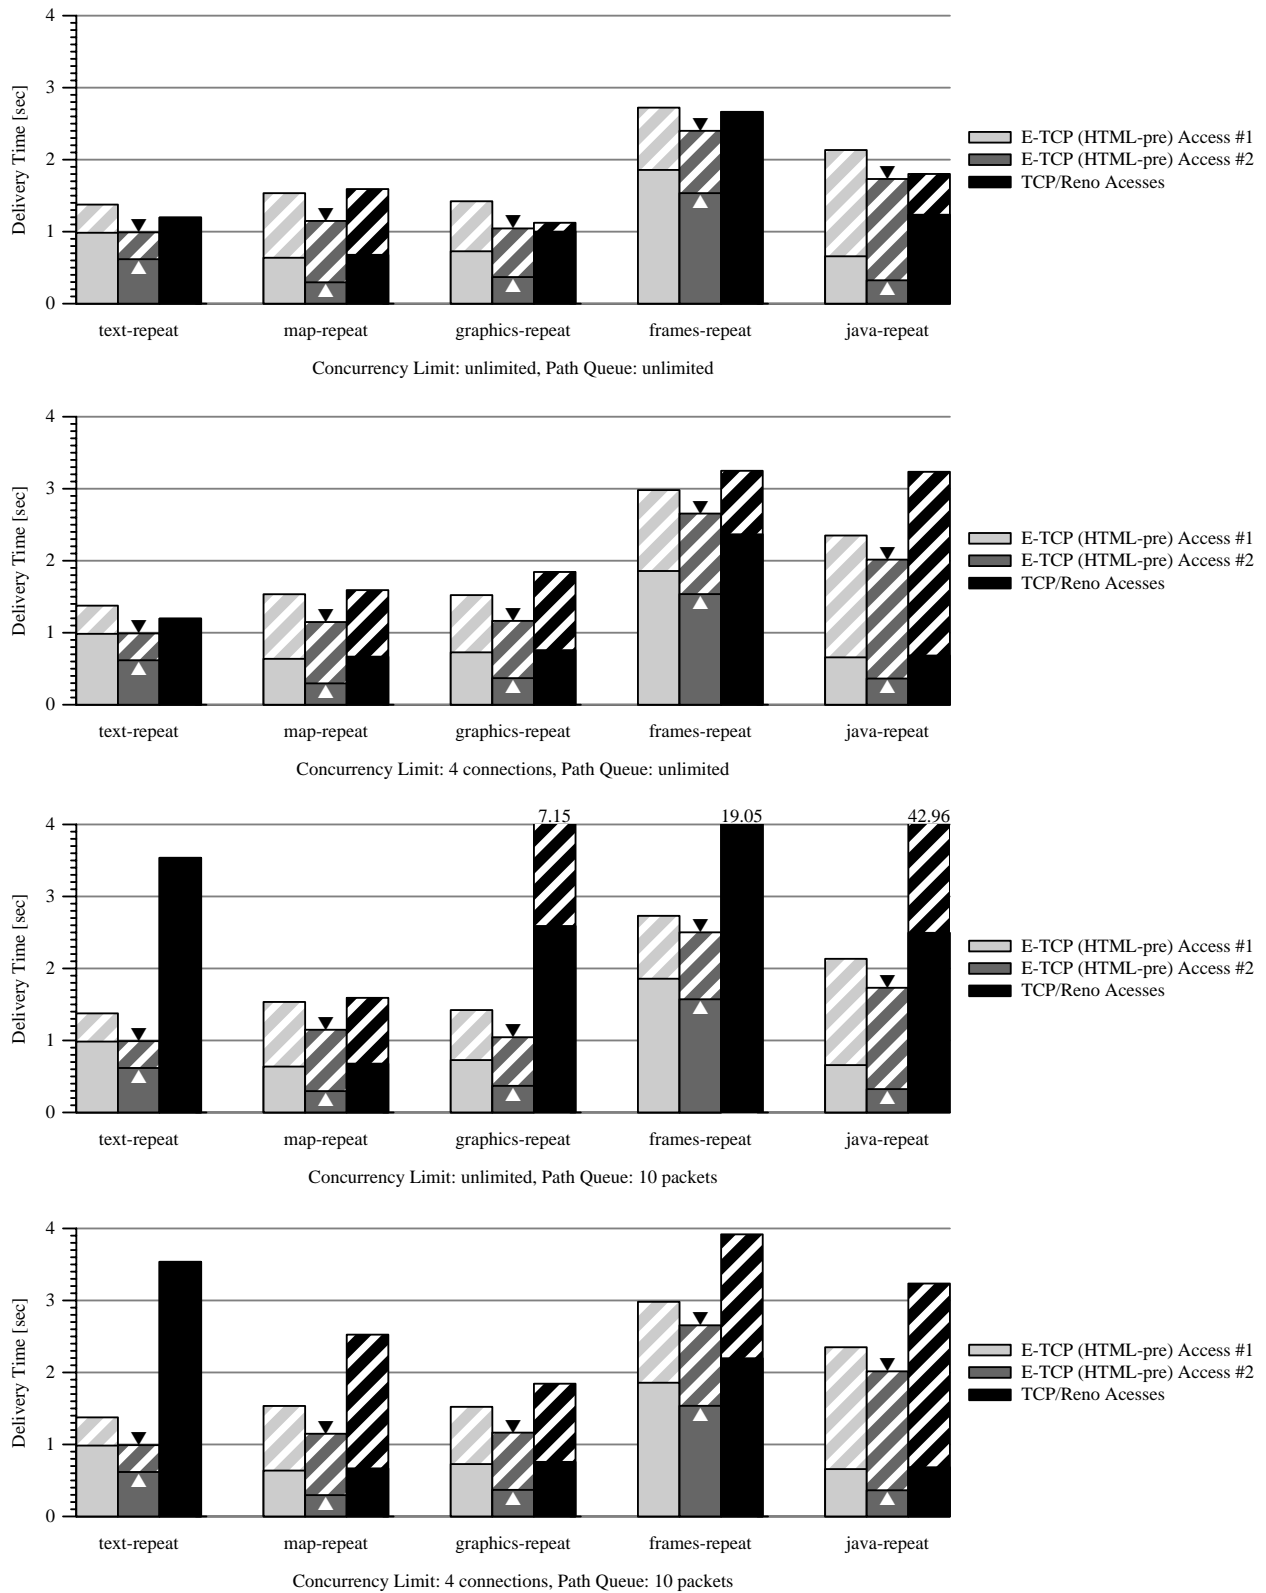 4
3
2
1
0
Delivery Time [sec]
E-TCP (HTML-pre) Access #1
E-TCP (HTML-pre) Access #2
TCP/Reno Acesses
text-repeat map-repeat graphics-repeat frames-repeat java-repeat
Concurrency Limit: unlimited, Path Queue: unlimited
4
3
2
1
0
Delivery Time [sec]
E-TCP (HTML-pre) Access #1
E-TCP (HTML-pre) Access #2
TCP/Reno Acesses
text-repeat map-repeat graphics-repeat frames-repeat java-repeat
Concurrency Limit: 4 connections, Path Queue: unlimited
7.15 19.05 42.96
4
3
2
1
0
Delivery Time [sec]
E-TCP (HTML-pre) Access #1
E-TCP (HTML-pre) Access #2
TCP/Reno Acesses
text-repeat map-repeat graphics-repeat frames-repeat java-repeat
Concurrency Limit: unlimited, Path Queue: 10 packets
4
3
2
1
0
Delivery Time [sec]
E-TCP (HTML-pre) Access #1
E-TCP (HTML-pre) Access #2
TCP/Reno Acesses
text-repeat map-repeat graphics-repeat frames-repeat java-repeat
Concurrency Limit: 4 connections, Path Queue: 10 packets